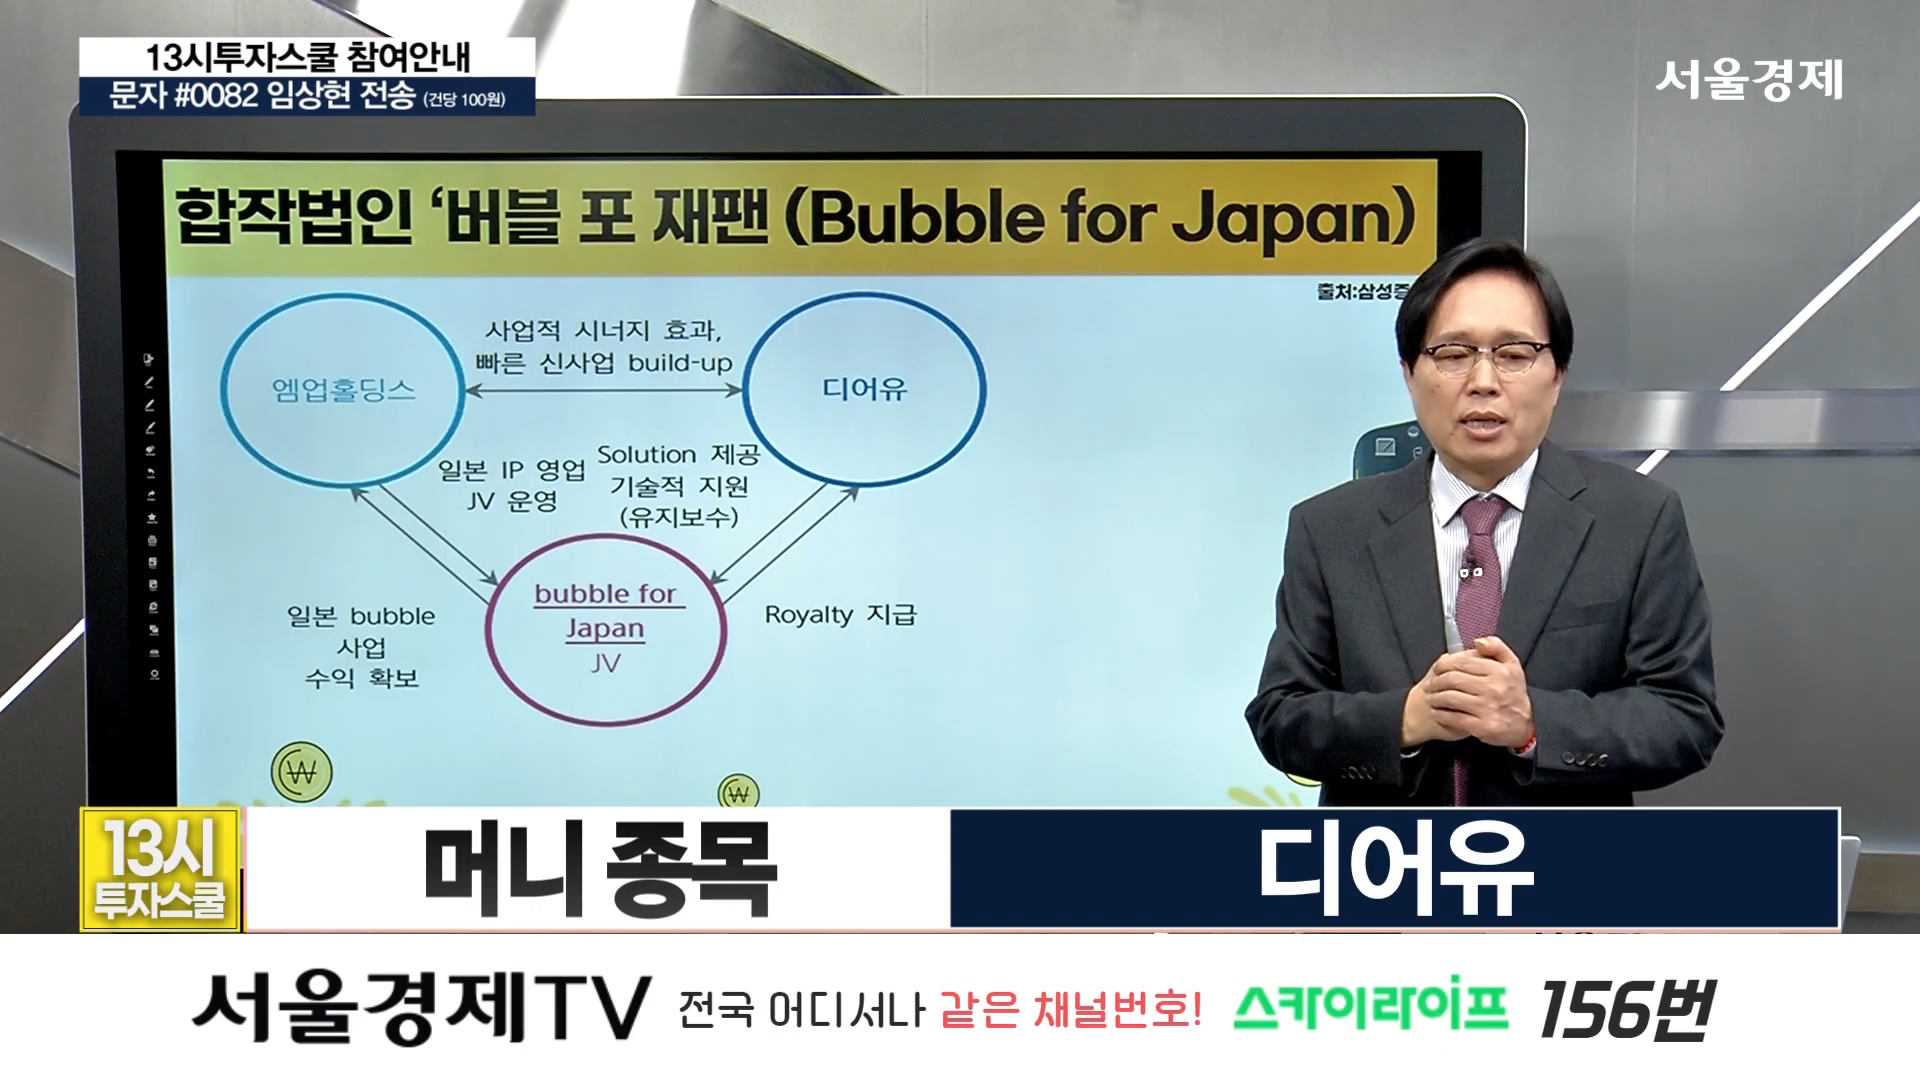 13시투자스쿨 참여안내
문자 #0082 임상현 전송 (건당 100원)
서울경제
합작법인 ‘버블 포 재팬 (Bubble for Japan)
출처:삼성증
사업적 시너지 효과,
빠른 신사업 build-up
엠업홀딩스
디어유
일본 IP 영업
JV 운영
Solution 제공
기술적 지원
(유지보수)
bubble for
Japan
JV
일본 bubble
사업
수익 확보
Royalty 지급
13시
투자스쿨
머니 종목
디어유
서울경제TV 전국 어디서나 같은 채널번호! 스카이라이프 156번